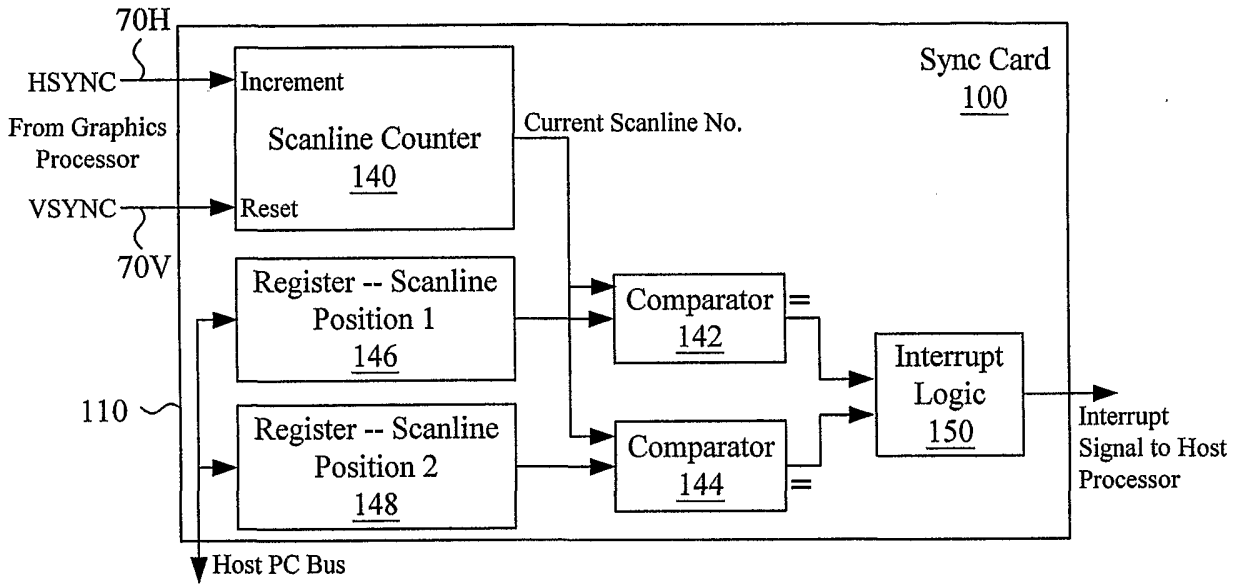 70H
Sync Card
100
HSYNC
Increment
From Graphics
Processor
Scanline Counter
140
Current Scanline No.
VSYNC
Reset
70V
Register -- Scanline
Position 1
146
Comparator =
142
Interrupt
Logic
150
110
Register -- Scanline
Position 2
148
Comparator
144 =
Interrupt
Signal to Host
Processor
Host PC Bus